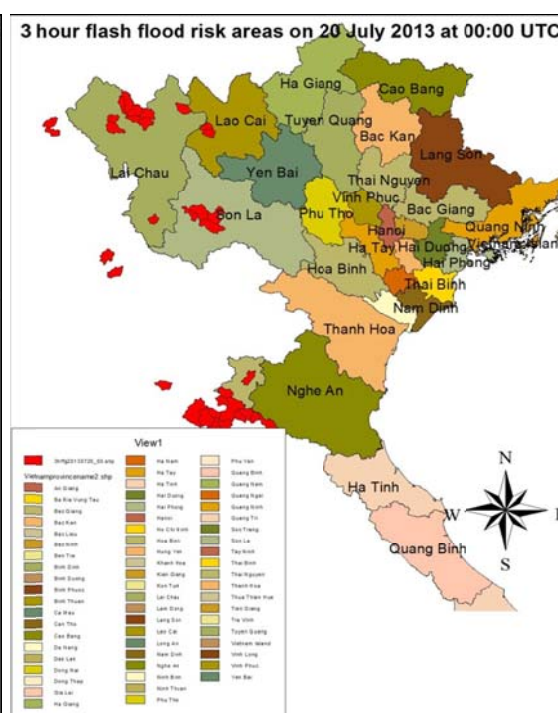 3 hour flash flood risk areas on 20 July 2013 at 00:00 UTC
Ha Giang
Cao Bang
Lao Cai
Tuyen Quang
Bac Kan
Lang Son
Lai Chau
Yen Bai
Thai Nguyen
Vinh Phuc
Bac Giang
Son La
Phu Tho
Hanoi
Quang Ninh
Ha Tay
Hai Duong
Hai Phong
Hoa Binh
Thai Binh
Nam Dinh
Thanh Hoa
Nghe An
Ha Tinh
Quang Binh
N
W
E
S
View1
Vietnamprovincename2.shp
An Giang
Ba Ria Vung Tau
Bac Giang
Bac Kan
Bac Lieu
Bac Ninh
Ben Tre
Binh Dinh
Binh Duong
Binh Phuoc
Binh Thuan
Ca Mau
Can Tho
Cao Bang
Da Nang
Dac Lac
Dong Nai
Dong Thap
Gia Lai
Ha Giang
Ha Nam
Ha Tay
Ha Tinh
Hai Duong
Hai Phong
Hanoi
Ho Chi Ninh
Hoa Binh
Hung Yen
Khanh Hoa
Kien Giang
Kon Tum
Lai Chau
Lam Dong
Lang Son
Lao Cai
Long An
Nam Dinh
Nghe An
Ninh Binh
Ninh Thuan
Phu Tho
Phu Yen
Quang Binh
Quang Nam
Quang Ngai
Quang Ninh
Quang Tri
Soc Trang
Son La
Tay Ninh
Thai Binh
Thai Nguyen
Thanh Hoa
Thua Thien Hue
Tien Giang
Tra Vinh
Tuyen Quang
Vietnam Island
Vinh Long
Vinh Phuc
Yen Bai